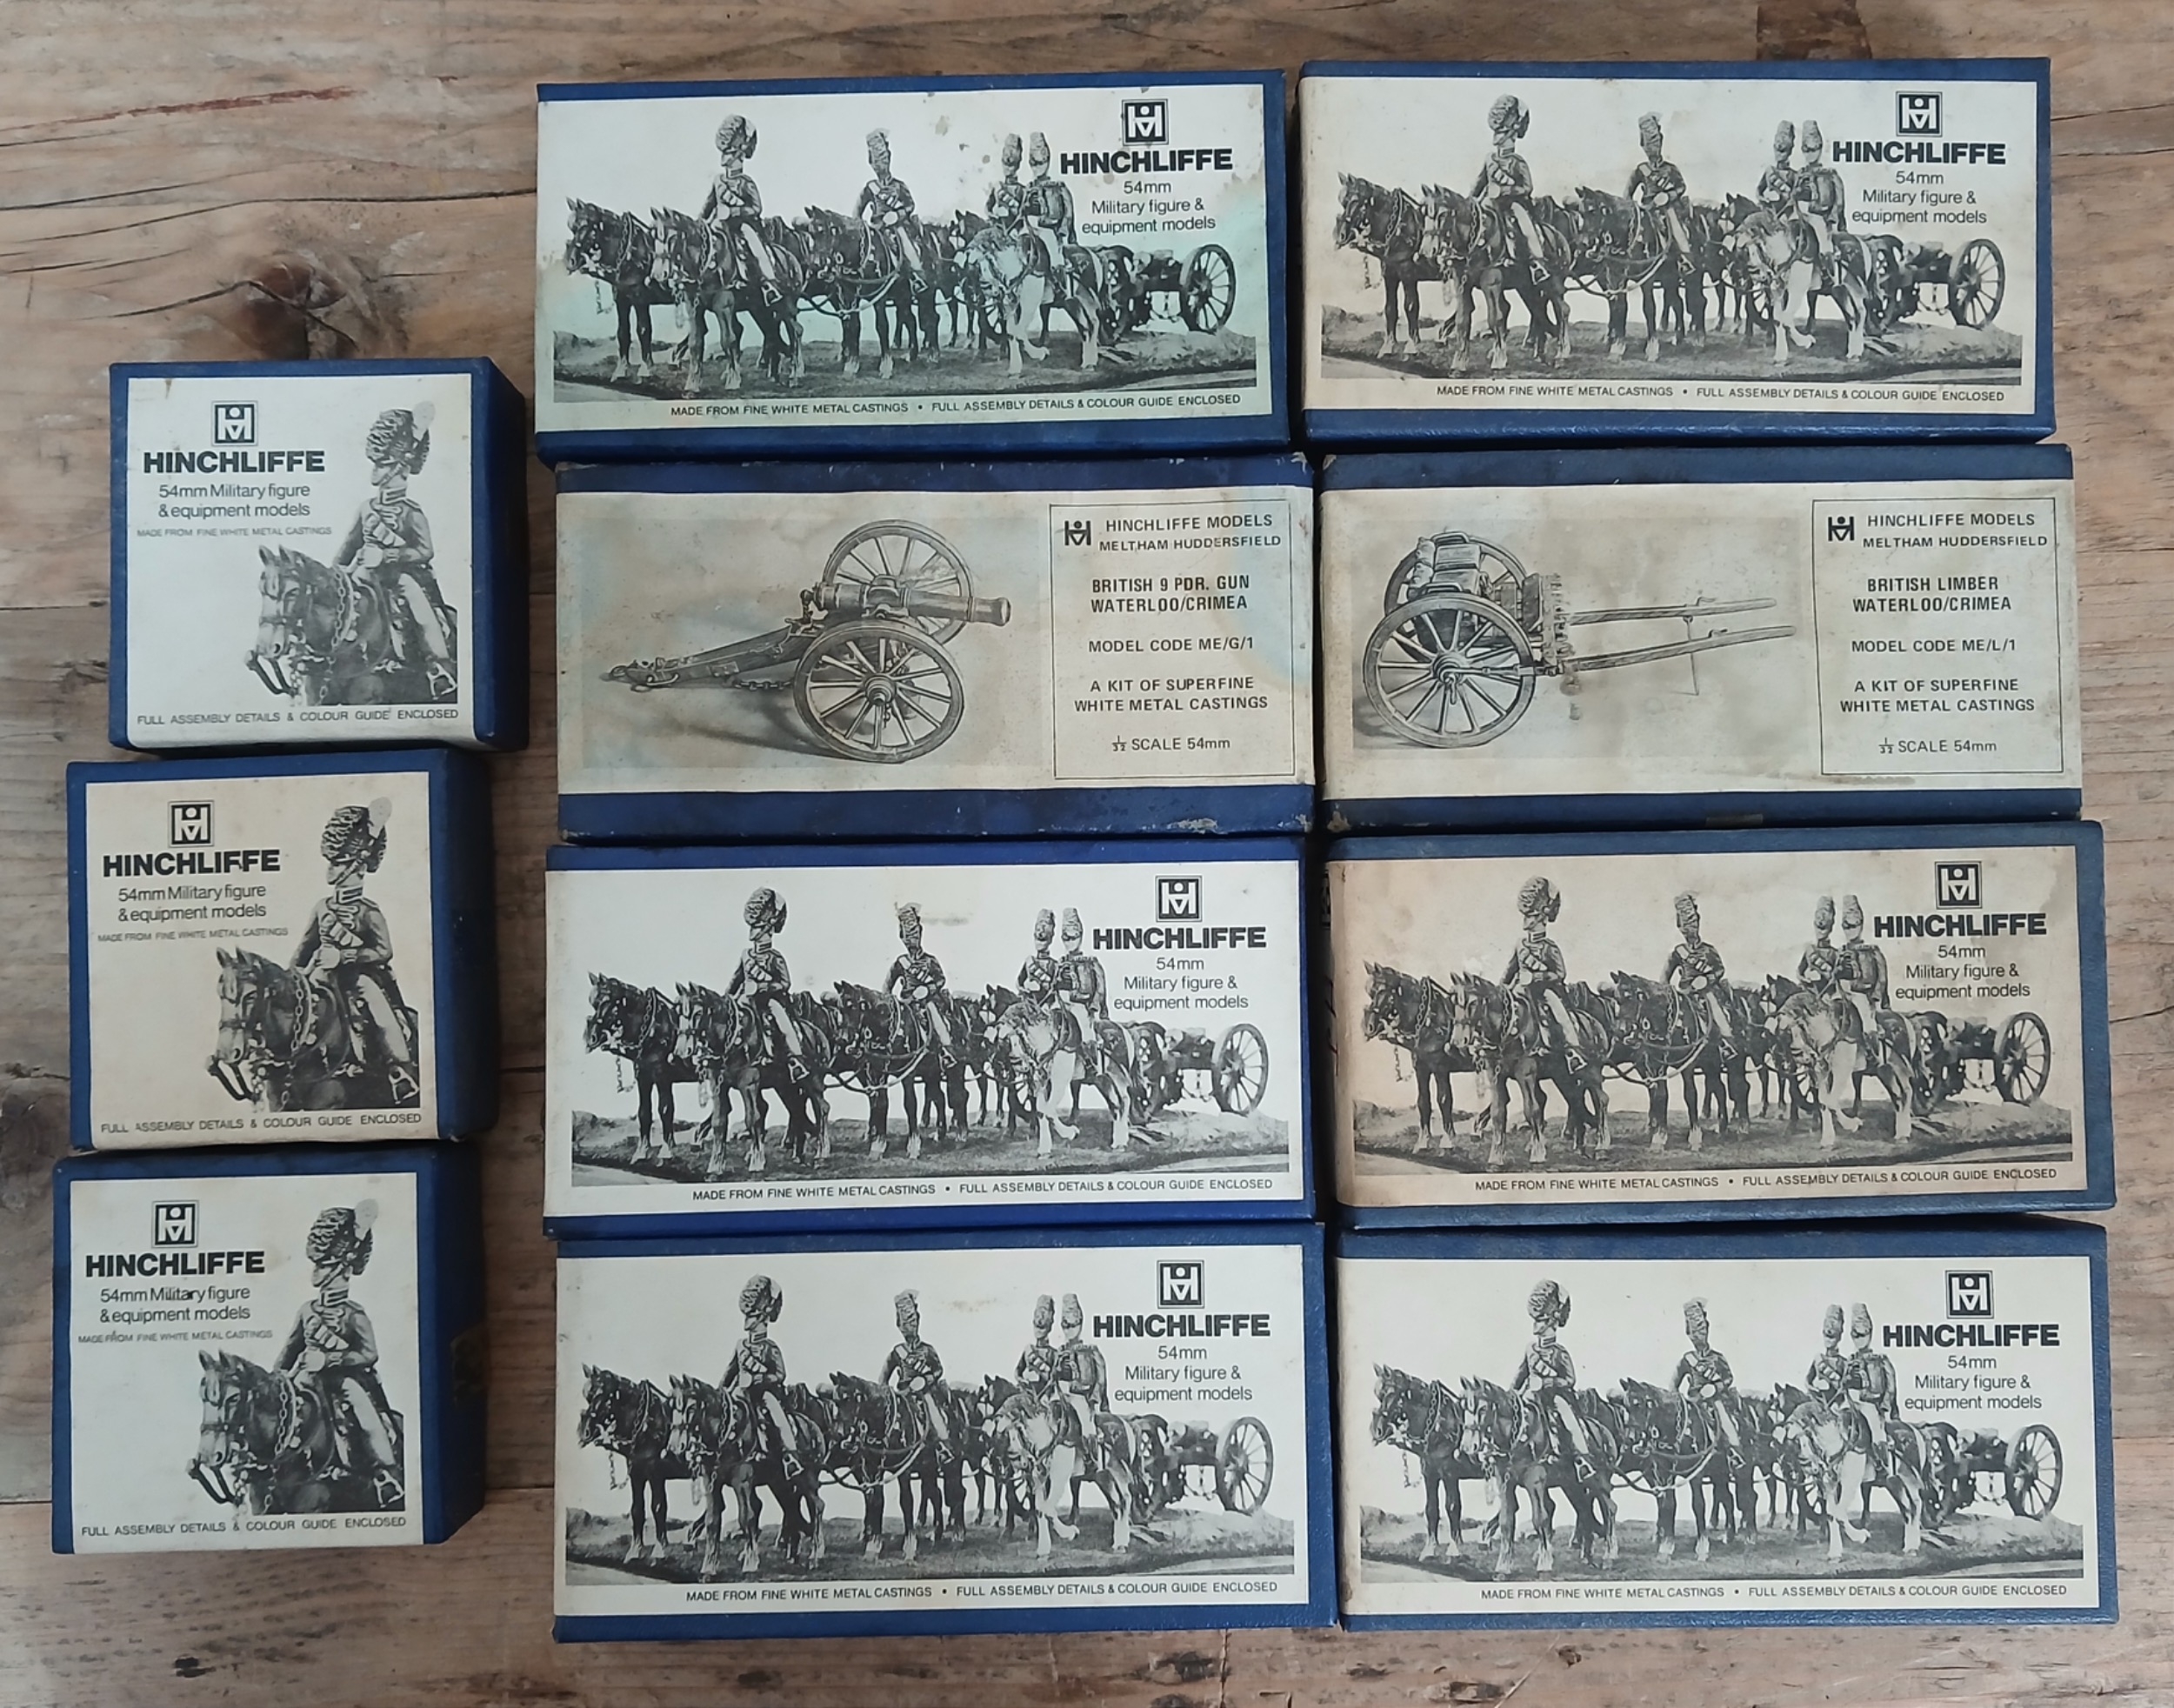 HINCHLIFFE
54mm
Military figure &
equipment models
MADE FROM FINE WHITE METAL CASTINGS • FULL ASSEMBLY DETAILS & COLOUR GUIDE ENCLOSED
HINCHLIFFE
54mm
Military figure &
equipment models
MADE FROM FINE WHITE METAL CASTINGS • FULL ASSEMBLY DETAILS & COLOUR GUIDE ENCLOSED
HINCHLIFFE
54mm Military figure
& equipment models
MADE FROM FINE WHITE METAL CASTINGS
FULL ASSEMBLY DETAILS & COLOUR GUIDE ENCLOSED
HINCHLIFFE MODELS
MELTHAM HUDDERSFIELD
BRITISH 9 PDR. GUN
WATERLOO/CRIMEA
MODEL CODE ME/G/1
A KIT OF SUPERFINE
WHITE METAL CASTINGS
1/32 SCALE 54mm
HINCHLIFFE MODELS
MELTHAM HUDDERSFIELD
BRITISH LIMBER
WATERLOO/CRIMEA
MODEL CODE ME/L/1
A KIT OF SUPERFINE
WHITE METAL CASTINGS
1/32 SCALE 54mm
HINCHLIFFE
54mm Military figure
& equipment models
MADE FROM FINE WHITE METAL CASTINGS
FULL ASSEMBLY DETAILS & COLOUR GUIDE ENCLOSED
HINCHLIFFE
54mm
Military figure &
equipment models
MADE FROM FINE WHITE METAL CASTINGS • FULL ASSEMBLY DETAILS & COLOUR GUIDE ENCLOSED
HINCHLIFFE
54mm
Military figure &
equipment models
MADE FROM FINE WHITE METAL CASTINGS • FULL ASSEMBLY DETAILS & COLOUR GUIDE ENCLOSED
HINCHLIFFE
54mm Military figure
& equipment models
MADE FROM FINE WHITE METAL CASTINGS
FULL ASSEMBLY DETAILS & COLOUR GUIDE ENCLOSED
HINCHLIFFE
54mm
Military figure &
equipment models
MADE FROM FINE WHITE METAL CASTINGS • FULL ASSEMBLY DETAILS & COLOUR GUIDE ENCLOSED
HINCHLIFFE
54mm
Military figure &
equipment models
MADE FROM FINE WHITE METAL CASTINGS • FULL ASSEMBLY DETAILS & COLOUR GUIDE ENCLOSED